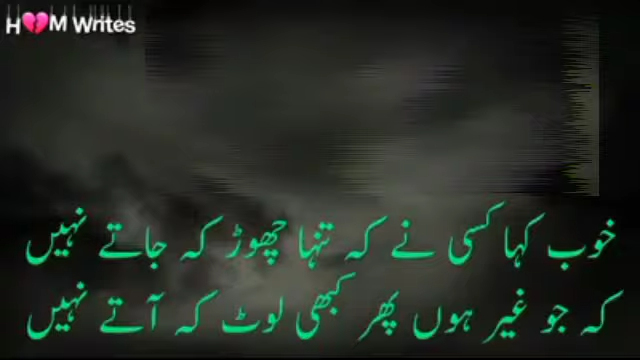 H💔M Writes
خوب کہا کسی نے کہ تنہا چھوڑ کہ جاتے نہیں
کہ جو غیر ہوں پھر کبھی لوٹ کہ آتے نہیں